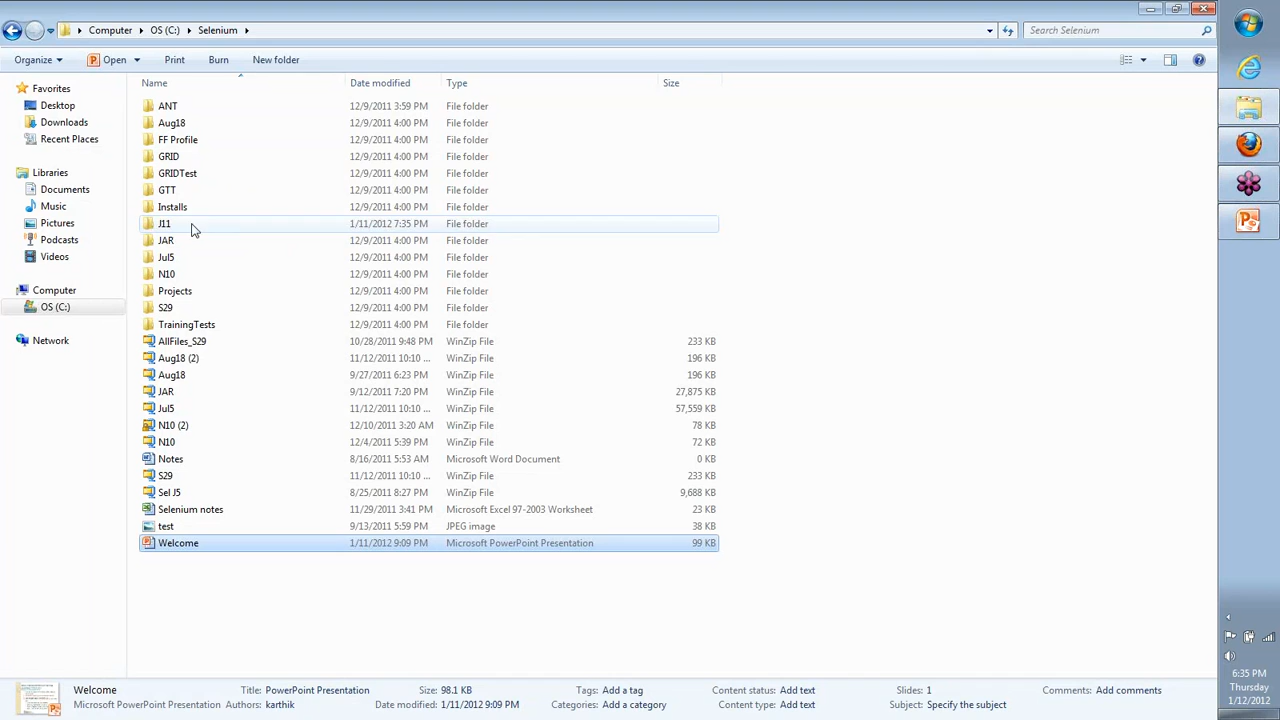 Computer OS (C:) Selenium Search Selenium
Organize Open Print Burn New folder
Name Date modified Type Size
Favorites
Desktop
Downloads
Recent Places
Libraries
Documents
Music
Pictures
Podcasts
Videos
Computer
OS (C:)
Network
ANT 12/9/2011 3:59 PM File folder
Aug18 12/9/2011 4:00 PM File folder
FF Profile 12/9/2011 4:00 PM File folder
GRID 12/9/2011 4:00 PM File folder
GRIDTest 12/9/2011 4:00 PM File folder
GTT 12/9/2011 4:00 PM File folder
Installs 12/9/2011 4:00 PM File folder
J11 1/11/2012 7:35 PM File folder
JAR 12/9/2011 4:00 PM File folder
Jul5 12/9/2011 4:00 PM File folder
N10 12/9/2011 4:00 PM File folder
Projects 12/9/2011 4:00 PM File folder
S29 12/9/2011 4:00 PM File folder
TrainingTests 12/9/2011 4:00 PM File folder
AllFiles_S29 10/28/2011 9:48 PM WinZip File 233 KB
Aug18 (2) 11/12/2011 10:10 ... WinZip File 196 KB
Aug18 9/27/2011 6:23 PM WinZip File 196 KB
JAR 9/12/2011 7:20 PM WinZip File 27,875 KB
Jul5 11/12/2011 10:10 ... WinZip File 57,559 KB
N10 (2) 12/10/2011 3:20 AM WinZip File 78 KB
N10 12/4/2011 5:39 PM WinZip File 72 KB
Notes 8/16/2011 5:53 AM Microsoft Word Document 0 KB
S29 11/12/2011 10:10 ... WinZip File 233 KB
Sel J5 8/25/2011 8:27 PM WinZip File 9,688 KB
Selenium notes 11/29/2011 3:41 PM Microsoft Excel 97-2003 Worksheet 23 KB
test 9/13/2011 5:59 PM JPEG image 38 KB
Welcome 1/11/2012 9:09 PM Microsoft PowerPoint Presentation 99 KB
Welcome Title: PowerPoint Presentation Size: 98.1 KB Tags: Add a tag Content status: Add text Slides: 1 Comments: Add comments
Microsoft PowerPoint Presentation Authors: karthik Date modified: 1/11/2012 9:09 PM Categories: Add a category Content type: Add text Subject: Specify the subject
6:35 PM
Thursday
1/12/2012